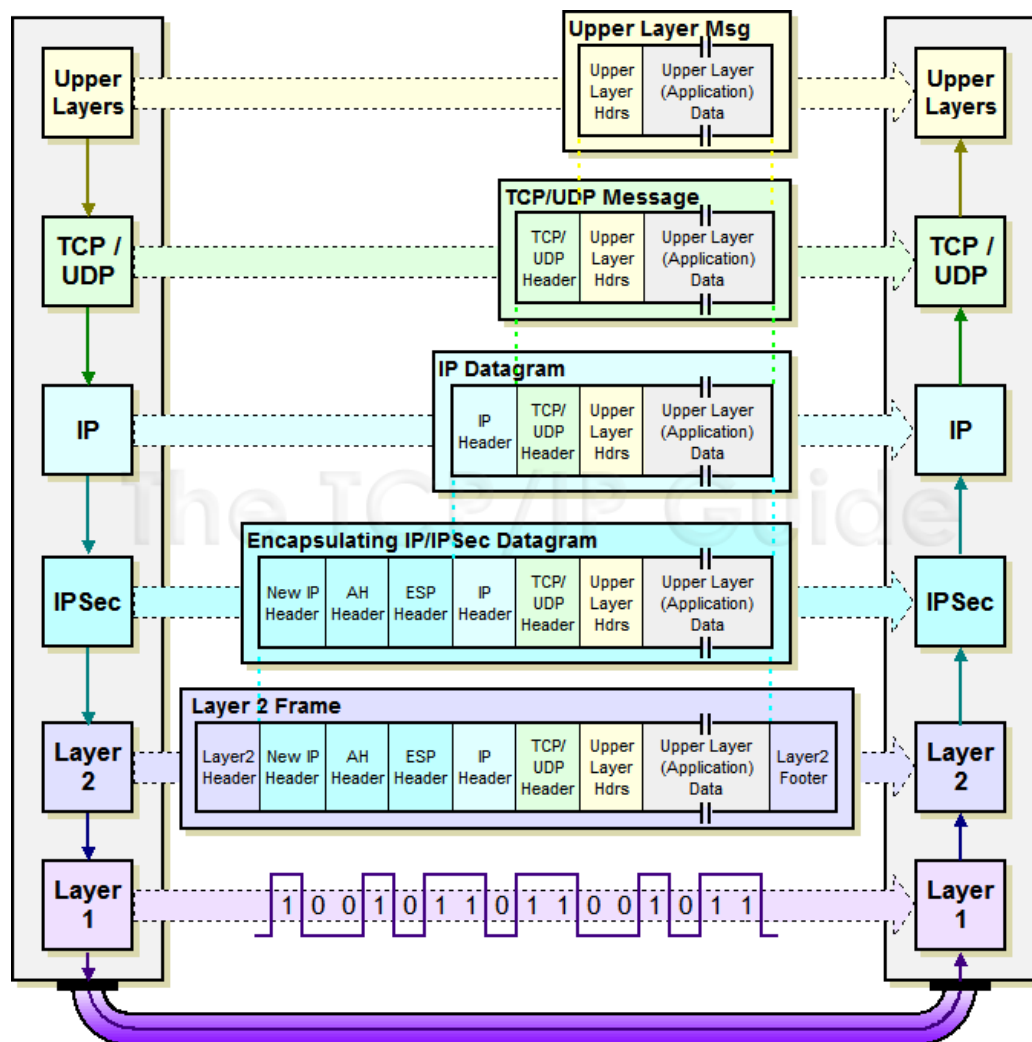 Upper Layer Msg
Upper
Layers
Upper
Layer
Hdrs
Upper Layer
(Application)
Data
Upper
Layers
TCP/UDP Message
TCP /
UDP
TCP/
UDP
Header
Upper
Layer
Hdrs
Upper Layer
(Application)
Data
TCP /
UDP
IP Datagram
IP
IP
Header
TCP/
UDP
Header
Upper
Layer
Hdrs
Upper Layer
(Application)
Data
IP
The TCP/IP Guide
Encapsulating IP/IPSec Datagram
IPSec
New IP
Header
AH
Header
ESP
Header
IP
Header
TCP/
UDP
Header
Upper
Layer
Hdrs
Upper Layer
(Application)
Data
IPSec
Layer 2 Frame
Layer
2
Layer2
Header
New IP
Header
AH
Header
ESP
Header
IP
Header
TCP/
UDP
Header
Upper
Layer
Hdrs
Upper Layer
(Application)
Data
Layer2
Footer
Layer
2
Layer
1
1 0 0 1 0 1 1 0 1 1 0 0 1 0 1 1
Layer
1